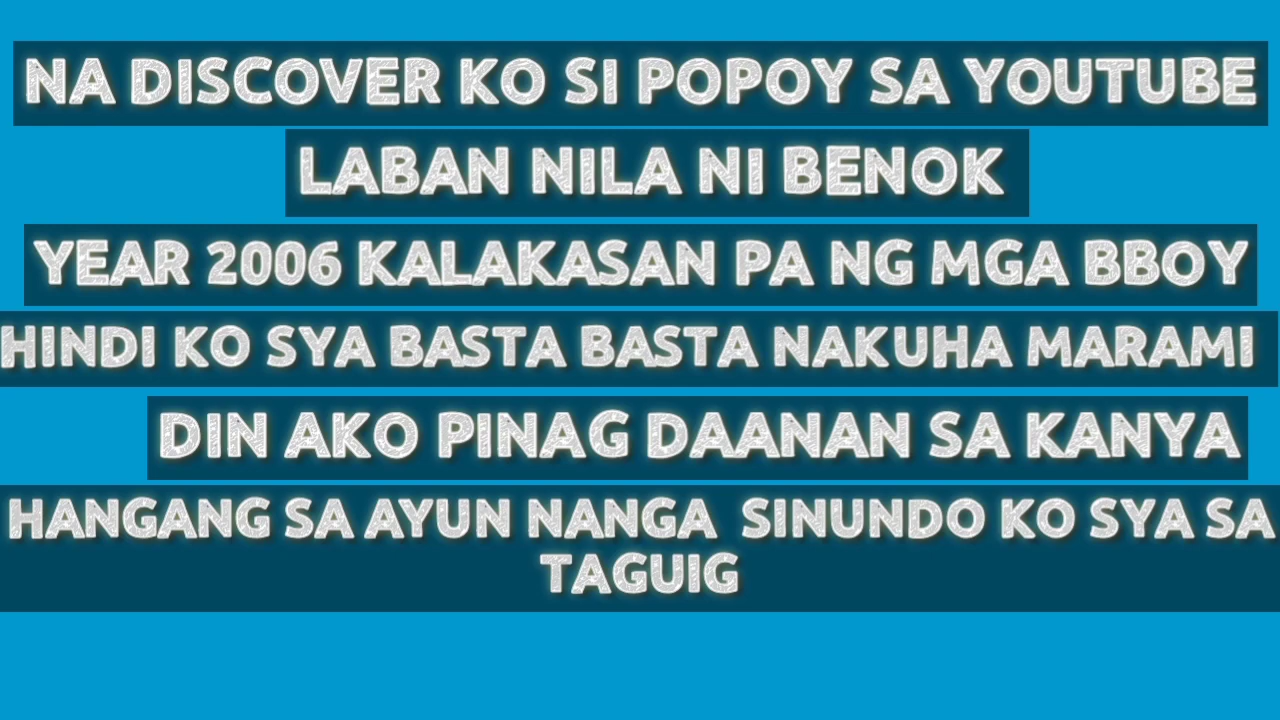 NA DISCOVER KO SI POPOY SA YOUTUBE
LABAN NILA NI BENOK
YEAR 2006 KALAKASAN PA NG MGA BBOY
HINDI KO SYA BASTA BASTA NAKUHA MARAMI
DIN AKO PINAG DAANAN SA KANYA
HANGANG SA AYUN NANGA SINUNDO KO SYA SA
TAGUIG